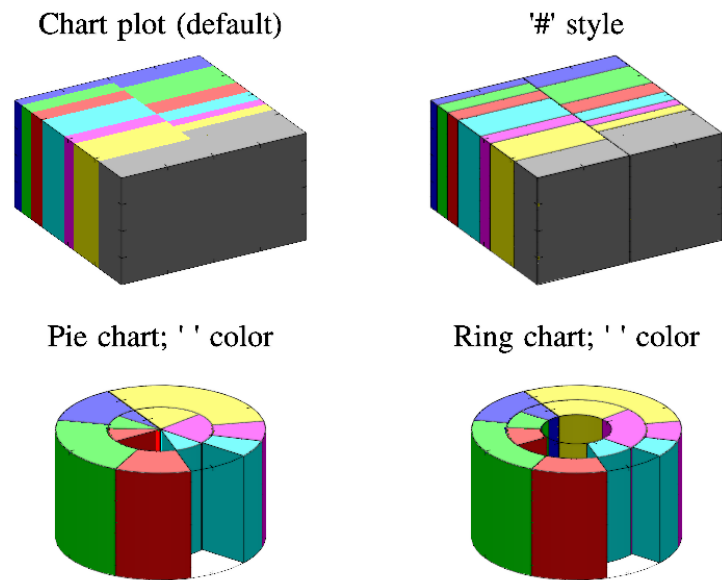 Chart plot (default)
'#' style
Pie chart; ' ' color
Ring chart; ' ' color